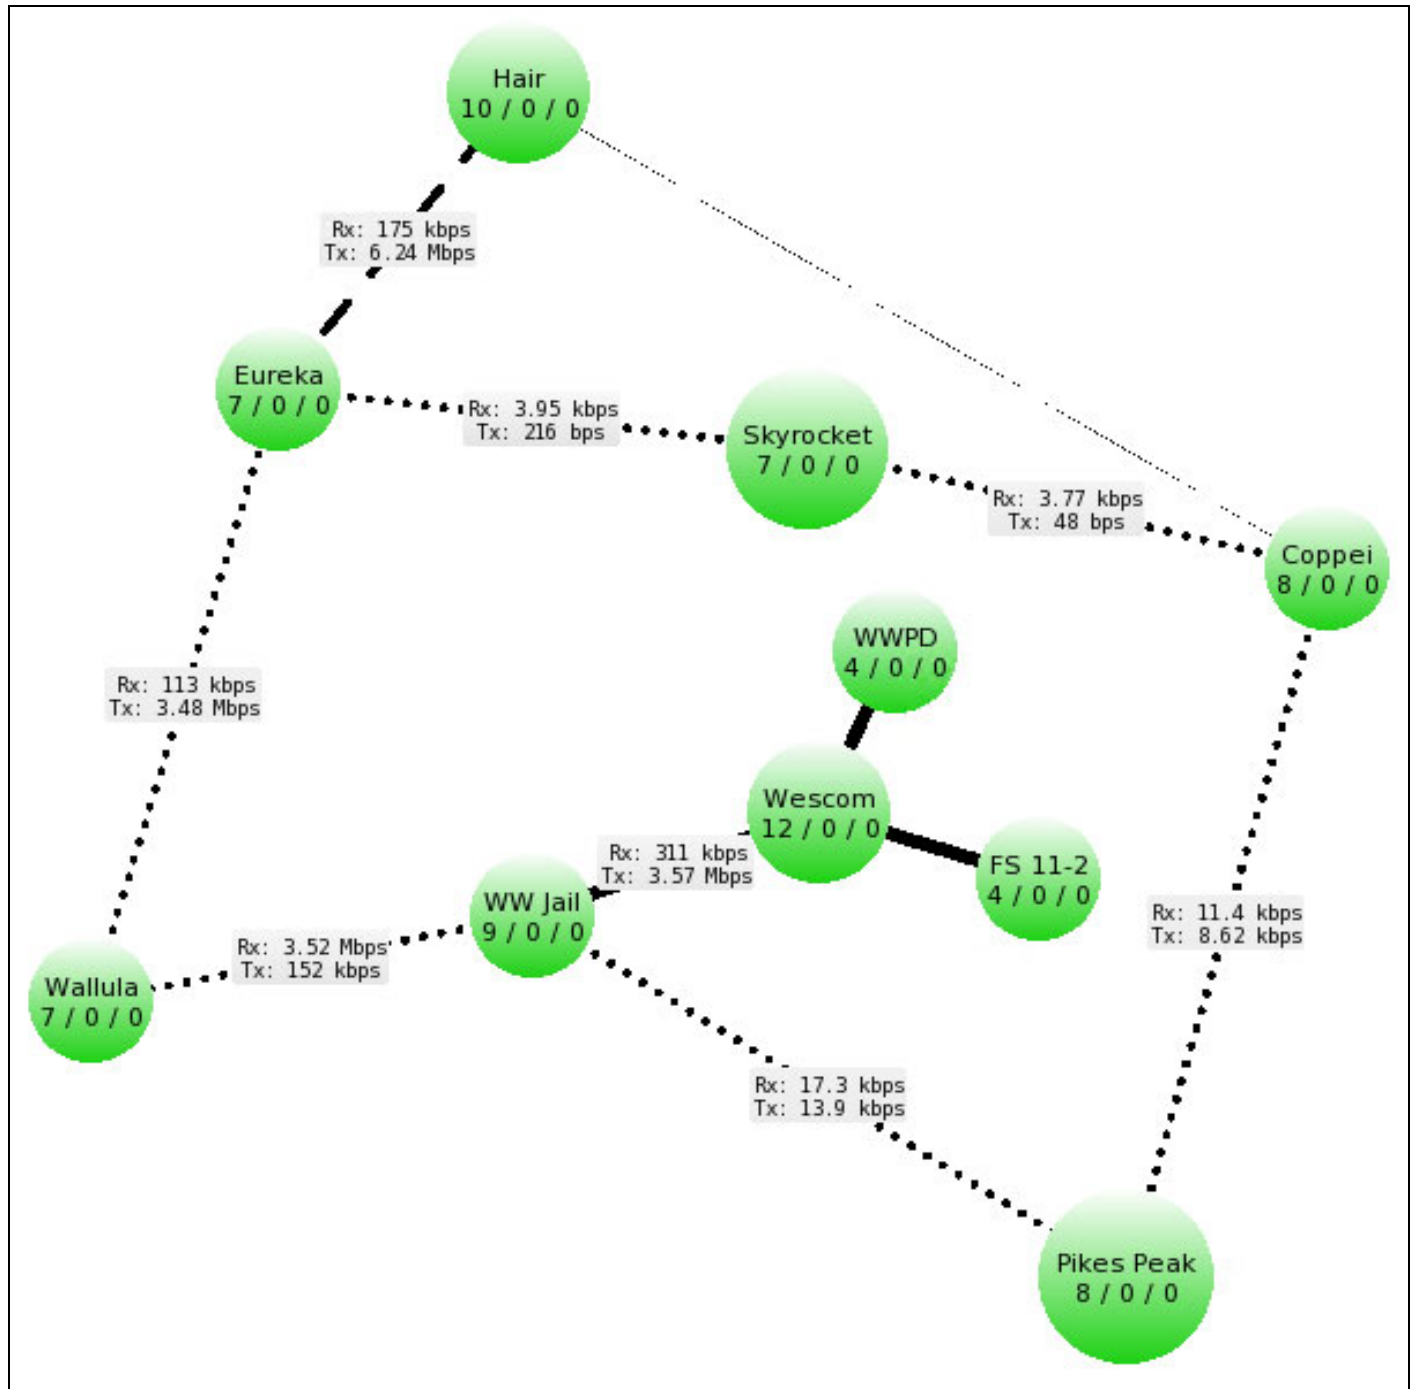 Hair
10 / 0 / 0
Rx: 175 kbps
Tx: 6.24 Mbps
Eureka
7 / 0 / 0
Rx: 3.95 kbps
Tx: 216 bps
Skyrocket
7 / 0 / 0
Rx: 3.77 kbps
Tx: 48 bps
Coppei
8 / 0 / 0
WWPD
4 / 0 / 0
Rx: 113 kbps
Tx: 3.48 Mbps
Wescom
12 / 0 / 0
Rx: 311 kbps
Tx: 3.57 Mbps
FS 11-2
4 / 0 / 0
WW Jail
9 / 0 / 0
Rx: 11.4 kbps
Tx: 8.62 kbps
Rx: 3.52 Mbps
Tx: 152 kbps
Wallula
7 / 0 / 0
Rx: 17.3 kbps
Tx: 13.9 kbps
Pikes Peak
8 / 0 / 0